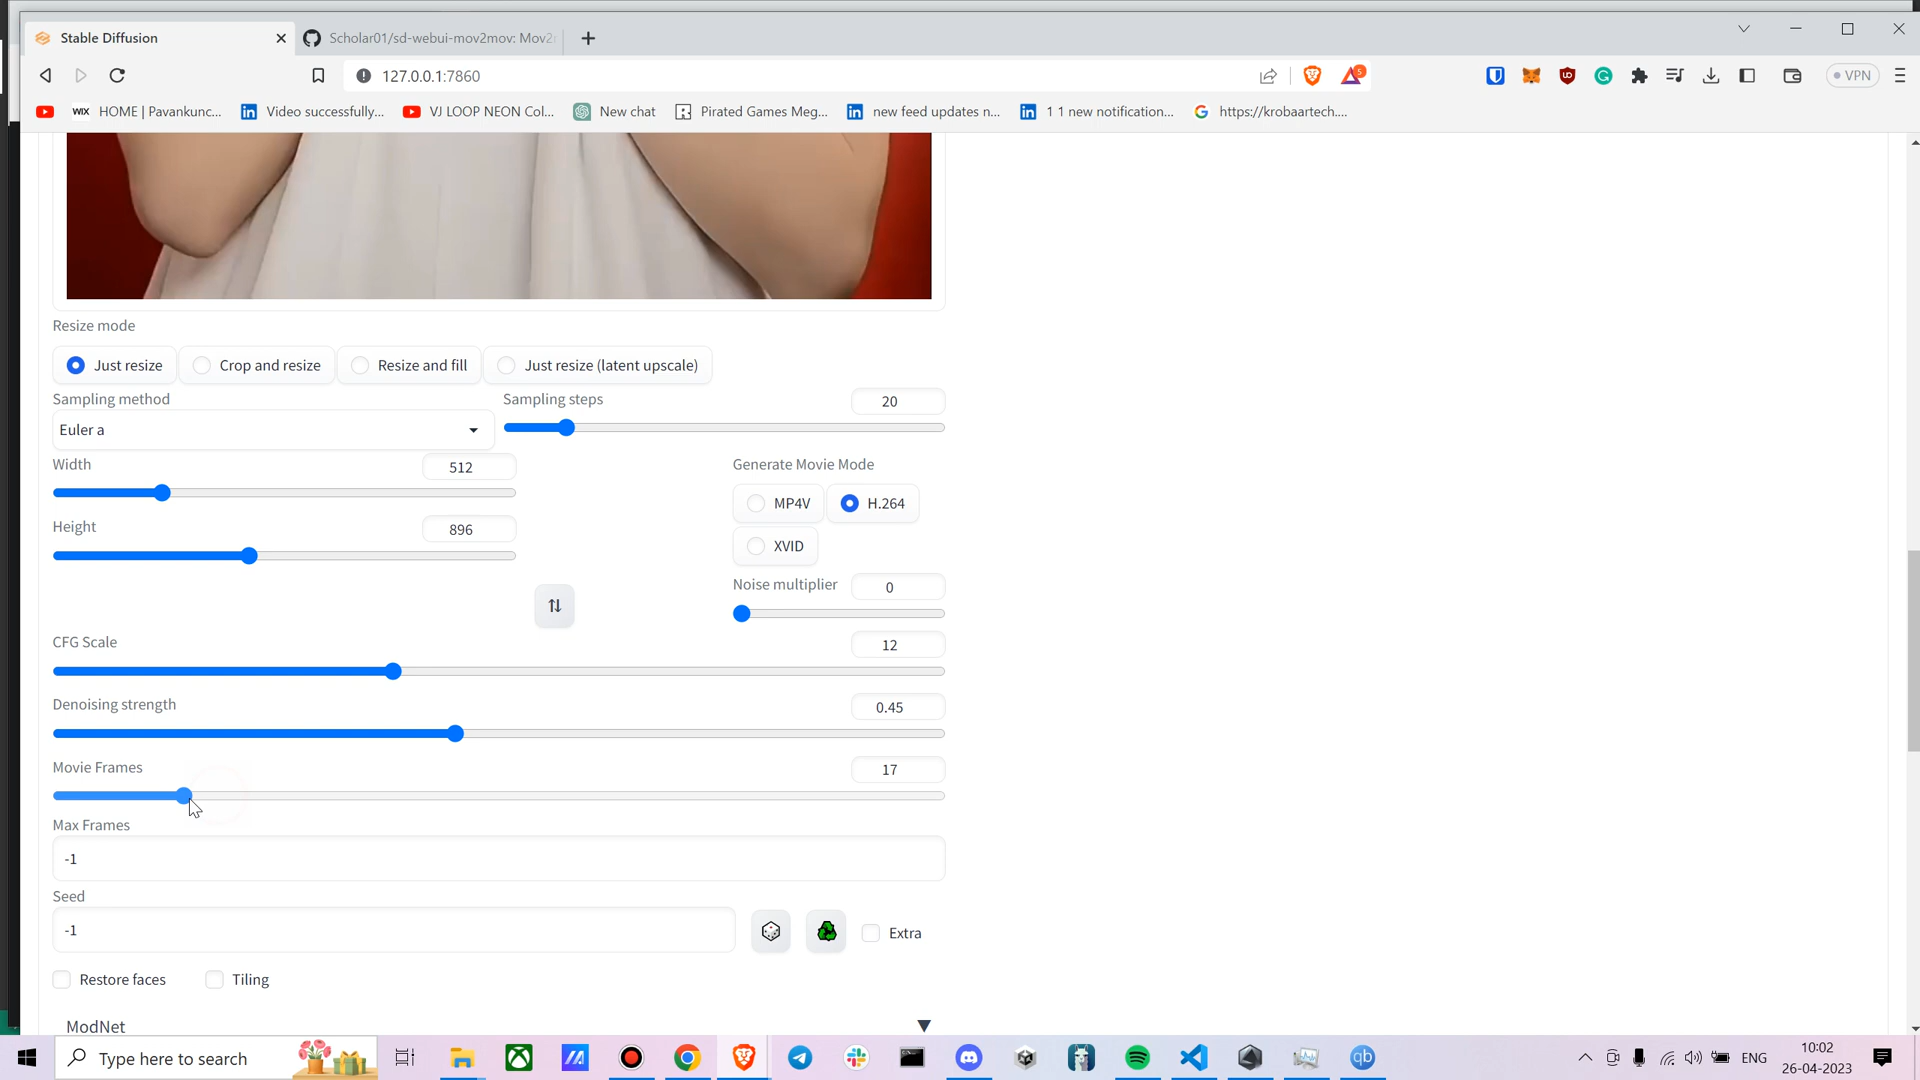 Stable Diffusion
Scholar01/sd-webui-mov2mov: Mov2
127.0.0.1:7860
5
VPN
WIX HOME | Pavankunc...
Video successfully...
VJ LOOP NEON Col...
New chat
Pirated Games Meg...
new feed updates n...
1 1 new notification...
https://krobaartech....
Resize mode
Just resize
Crop and resize
Resize and fill
Just resize (latent upscale)
Sampling method
Sampling steps
20
Euler a
Width
512
Generate Movie Mode
MP4V
H.264
Height
896
XVID
Noise multiplier
0
CFG Scale
12
Denoising strength
0.45
Movie Frames
17
Max Frames
-1
Seed
-1
Extra
Restore faces
Tiling
ModNet
Type here to search
qb
ENG
10:02
26-04-2023